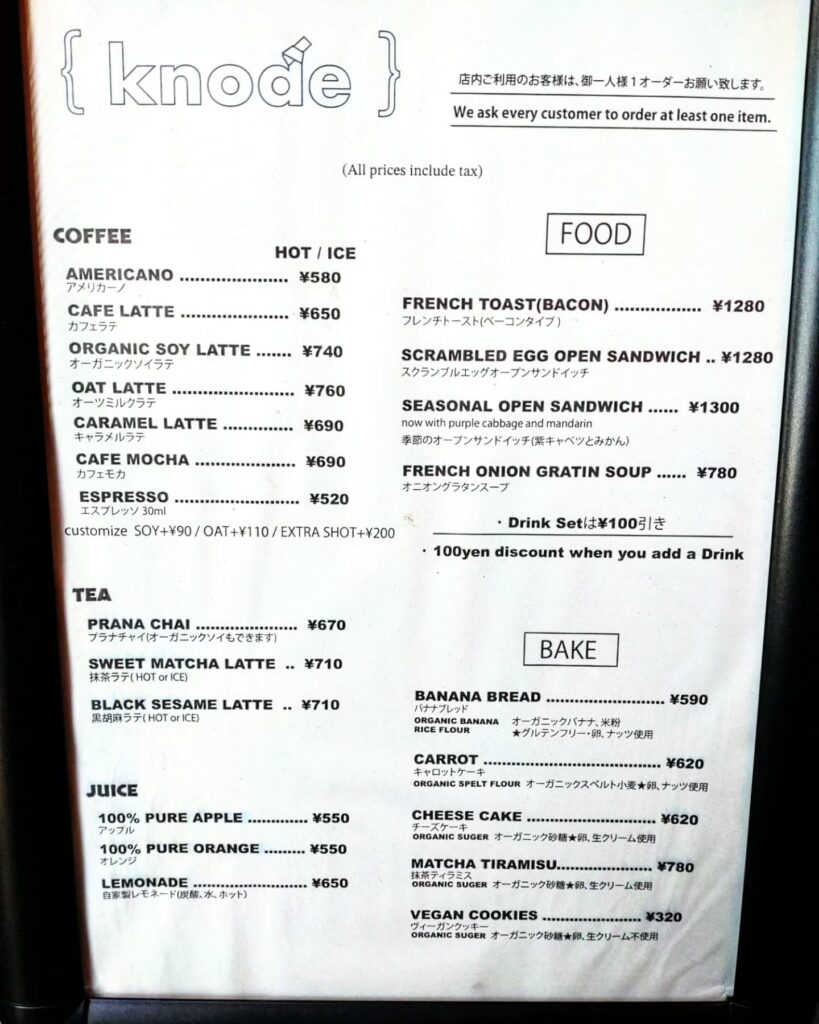 { knode }
店内ご利用のお客様は、御一人様1オーダーお願い致します。
We ask every customer to order at least one item.
(All prices include tax)
COFFEE
HOT / ICE
AMERICANO ...................... ¥580
アメリカーノ
CAFE LATTE ...................... ¥650
カフェラテ
ORGANIC SOY LATTE ....... ¥740
オーガニックソイラテ
OAT LATTE ......................... ¥760
オーツミルクラテ
CARAMEL LATTE .............. ¥690
キャラメルラテ
CAFE MOCHA .................... ¥690
カフェモカ
ESPRESSO ......................... ¥520
エスプレッソ 30ml
customize SOY+¥90 / OAT+¥110 / EXTRA SHOT+¥200
TEA
PRANA CHAI ..................... ¥670
プラナチャイ(オーガニックソイもできます)
SWEET MATCHA LATTE .. ¥710
抹茶ラテ( HOT or ICE)
BLACK SESAME LATTE .. ¥710
黒胡麻ラテ( HOT or ICE)
JUICE
100% PURE APPLE ............. ¥550
アップル
100% PURE ORANGE ......... ¥550
オレンジ
LEMONADE ......................... ¥650
自家製レモネード(炭酸、水、ホット)
FOOD
FRENCH TOAST(BACON) .................. ¥1280
フレンチトースト(ベーコンタイプ )
SCRAMBLED EGG OPEN SANDWICH .. ¥1280
スクランブルエッグオープンサンドイッチ
SEASONAL OPEN SANDWICH ...... ¥1300
now with purple cabbage and mandarin
季節のオープンサンドイッチ(紫キャベツとみかん)
FRENCH ONION GRATIN SOUP ...... ¥780
オニオングラタンスープ
・Drink Setは¥100引き
・100yen discount when you add a Drink
BAKE
BANANA BREAD ......................... ¥590
バナナブレッド
ORGANIC BANANA オーガニックバナナ、米粉
RICE FLOUR ★グルテンフリー・卵、ナッツ使用
CARROT ...................................... ¥620
キャロットケーキ
ORGANIC SPELT FLOUR オーガニックスペルト小麦★卵、ナッツ使用
CHEESE CAKE ............................ ¥620
チーズケーキ
ORGANIC SUGER オーガニック砂糖★卵、生クリーム使用
MATCHA TIRAMISU.................... ¥780
抹茶ティラミス
ORGANIC SUGER オーガニック砂糖★卵、生クリーム使用
VEGAN COOKIES ..................... ¥320
ヴィーガンクッキー
ORGANIC SUGER オーガニック砂糖★卵、生クリーム不使用